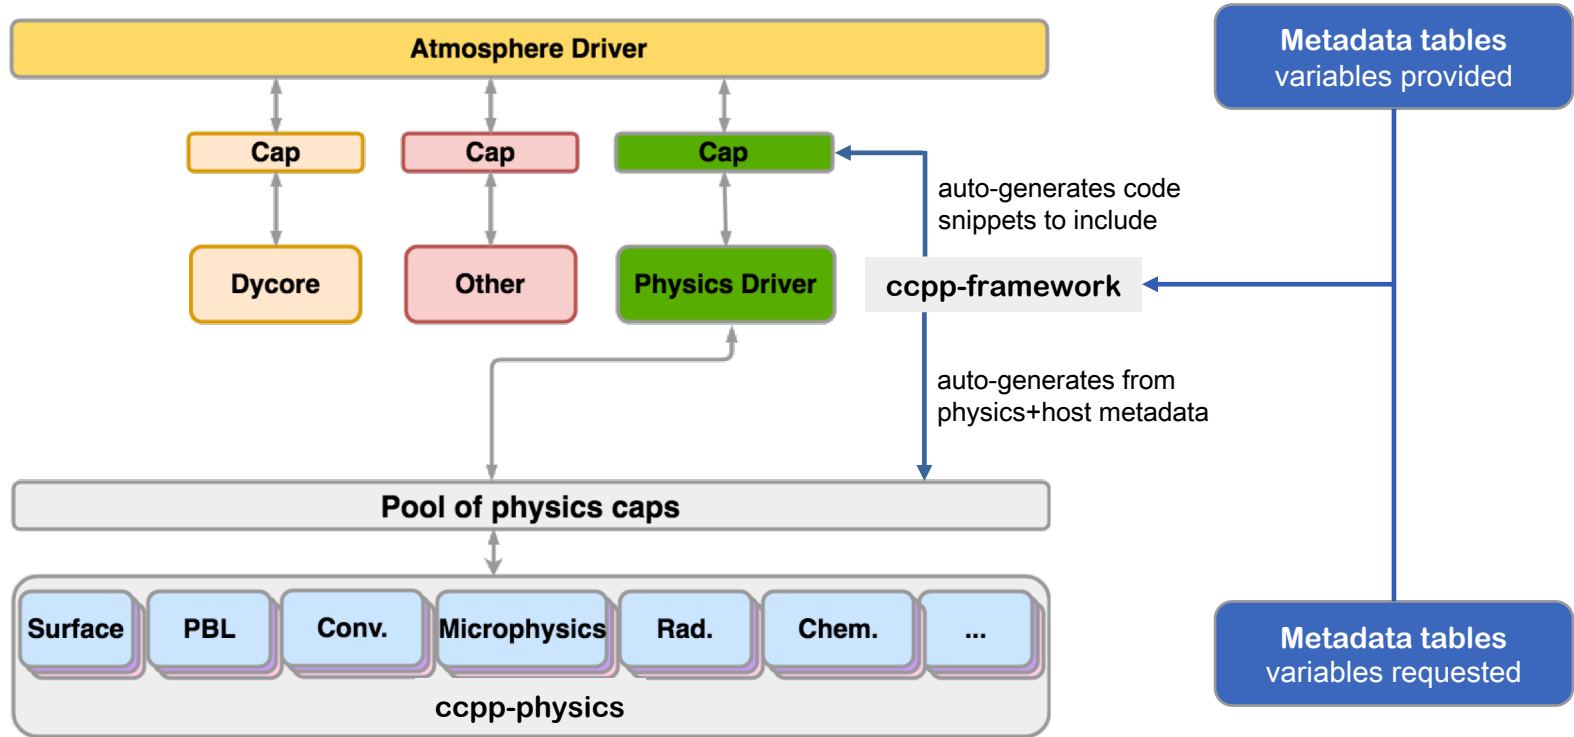 Atmosphere Driver
Metadata tables
variables provided
Cap
Cap
Cap
auto-generates code
snippets to include
Dycore
Other
Physics Driver
ccpp-framework
auto-generates from
physics+host metadata
Pool of physics caps
Surface
PBL
Conv.
Microphysics
Rad.
Chem.
...
ccpp-physics
Metadata tables
variables requested